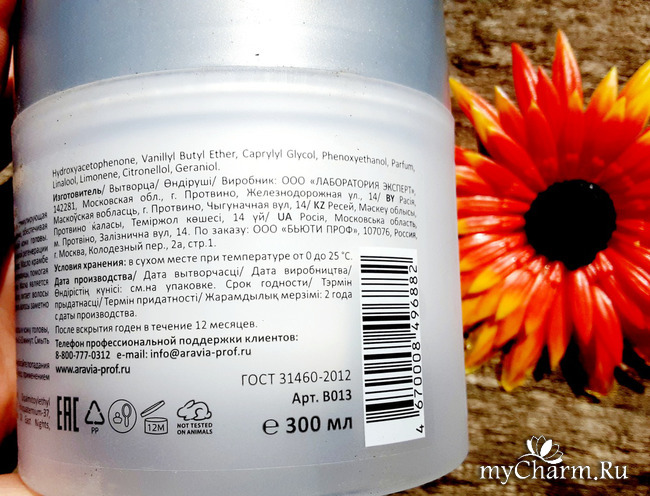 Hydroxyacetophenone, Vanillyl Butyl Ether, Caprylyl Glycol, Phenoxyethanol, Parfum,
Linalool, Limonene, Citronellol, Geraniol.
Изготовитель/ Вытворца/ Өндіруші/ Виробник: ООО «ЛАБОРАТОРИЯ ЭКСПЕРТ»,
142281, Московская обл., г. Протвино, Железнодорожная ул., 14/ BY Расія,
Маскоўская вобласць, г. Протвино, Чыгуначная вул., 14/ KZ Ресей, Мәскеу облысы,
Протвино қаласы, Теміржол көшесі, 14 үй/ UA Росія, Московська область,
м. Протвіно, Залізнична вул., 14. По заказу: ООО «БЬЮТИ ПРОФ», 107076, Россия,
г. Москва, Колодезный пер., 2а, стр.1.
Условия хранения: в сухом месте при температуре от 0 до 25 °С.
Дата производства/ Дата вытворчасці/ Дата виробництва/
Өндірістің күнісі: см.на упаковке. Срок годности/ Тэрмін
прыдатнасці/ Термін придатності/ Жарамдылық мерзімі: 2 года
с даты производства.
После вскрытия годен в течение 12 месяцев.
Телефон профессиональной поддержки клиентов:
8-800-777-0312 e-mail: info@aravia-prof.ru
www.aravia-prof.ru
ГОСТ 31460-2012
Арт. В013
EAC
PP
12M
NOT TESTED
ON ANIMALS
℮ 300 мл
4 670008 496882
myCharm.Ru